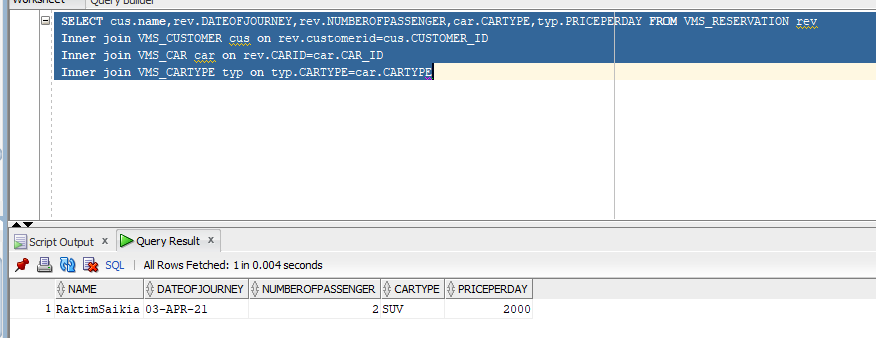 Worksheet Query Builder
SELECT cus.name,rev.DATEOFJOURNEY,rev.NUMBEROFPASSENGER,car.CARTYPE,typ.PRICEPERDAY FROM VMS_RESERVATION rev
Inner join VMS_CUSTOMER cus on rev.customerid=cus.CUSTOMER_ID
Inner join VMS_CAR car on rev.CARID=car.CAR_ID
Inner join VMS_CARTYPE typ on typ.CARTYPE=car.CARTYPE
Script Output x Query Result x
SQL | All Rows Fetched: 1 in 0.004 seconds
NAME DATEOFJOURNEY NUMBEROFPASSENGER CARTYPE PRICEPERDAY
1 RaktimSaikia 03-APR-21 2 SUV 2000